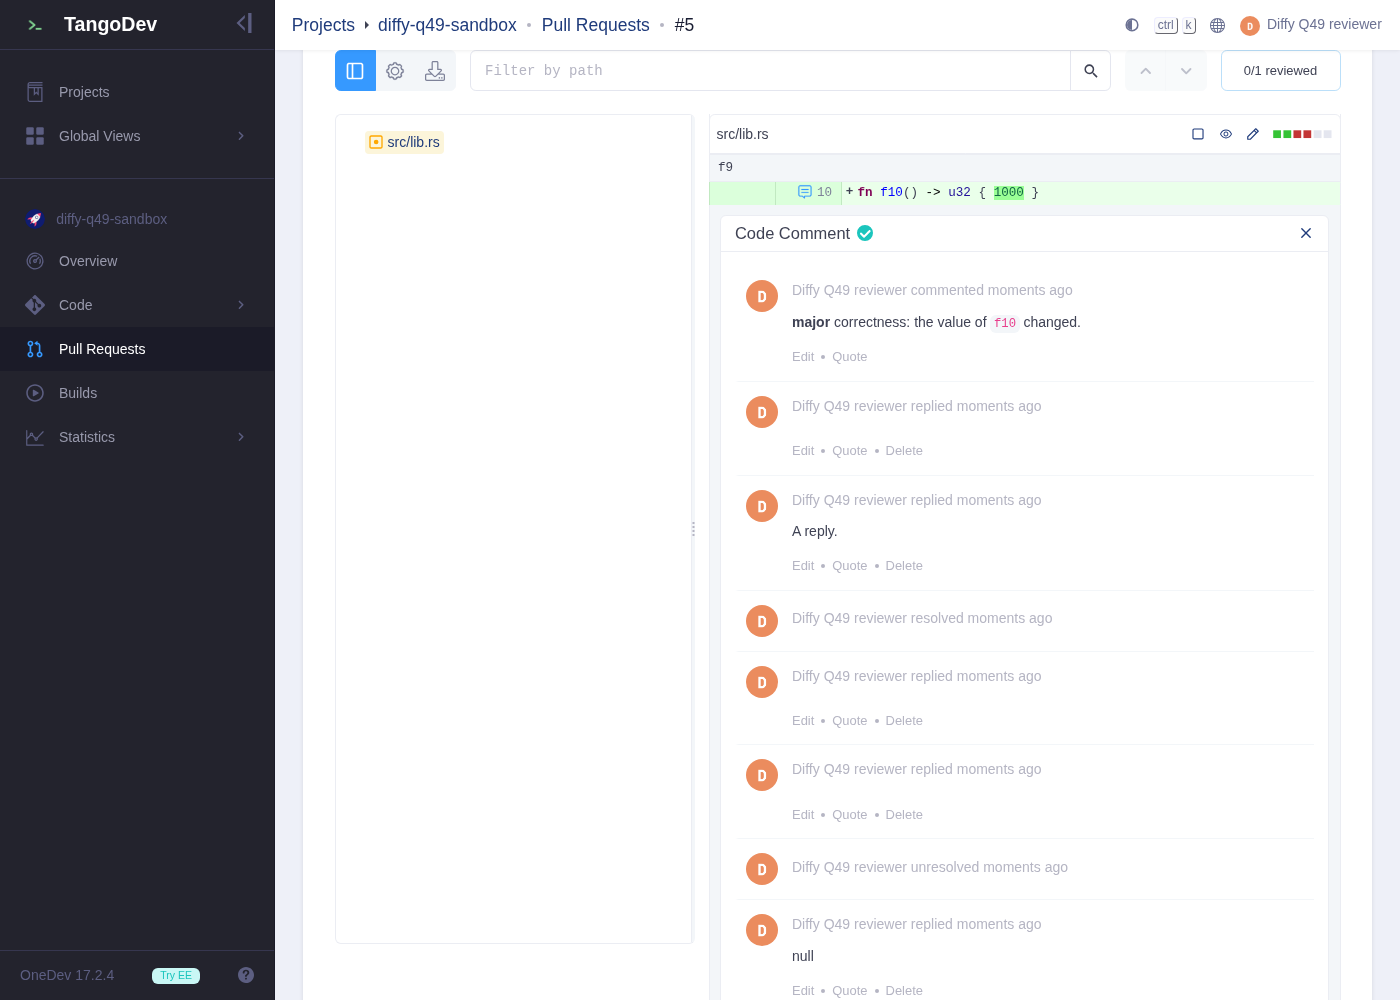 TangoDev
Projects
Global Views
diffy-q49-sandbox
Overview
Code
Pull Requests
Builds
Statistics
OneDev 17.2.4
Try EE
Projects diffy-q49-sandbox • Pull Requests • #5
ctrl k
D Diffy Q49 reviewer
Filter by path
0/1 reviewed
src/lib.rs
src/lib.rs
f9
10 + fn f10() -> u32 { 1000 }
Code Comment
D Diffy Q49 reviewer commented moments ago
major correctness: the value of f10 changed.
Edit • Quote
D Diffy Q49 reviewer replied moments ago
Edit • Quote • Delete
D Diffy Q49 reviewer replied moments ago
A reply.
Edit • Quote • Delete
D Diffy Q49 reviewer resolved moments ago
D Diffy Q49 reviewer replied moments ago
Edit • Quote • Delete
D Diffy Q49 reviewer replied moments ago
Edit • Quote • Delete
D Diffy Q49 reviewer unresolved moments ago
D Diffy Q49 reviewer replied moments ago
null
Edit • Quote • Delete